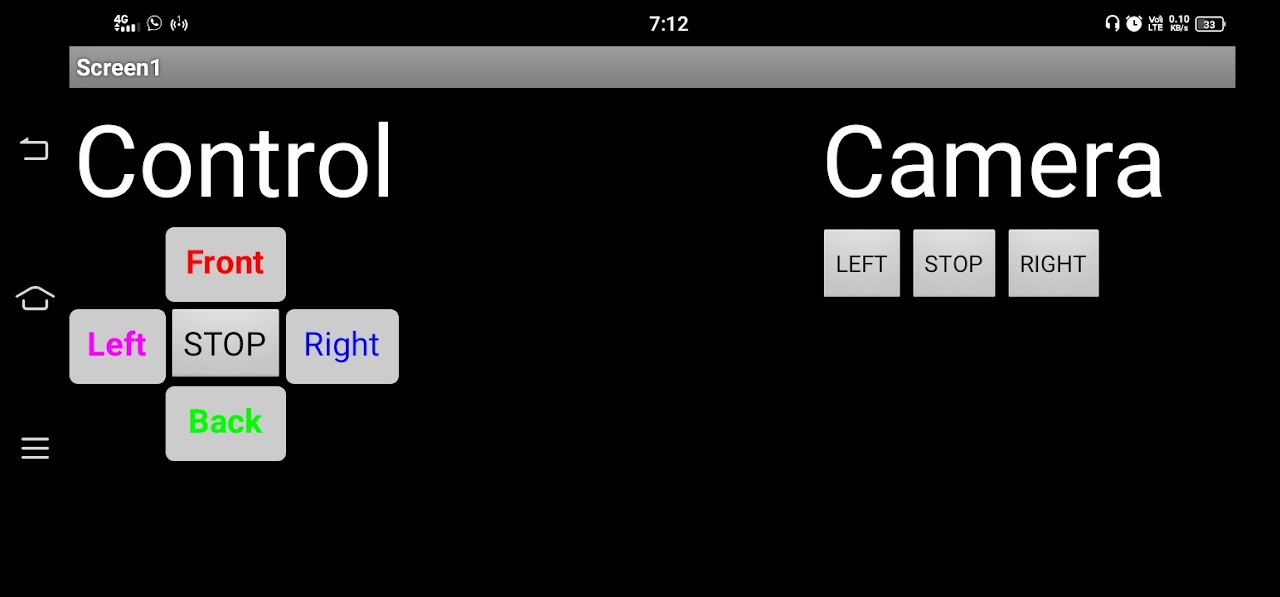 4G 7:12 Vo) LTE 0.10 KB/s 33
Screen1
Control Camera
Front LEFT STOP RIGHT
Left STOP Right
Back